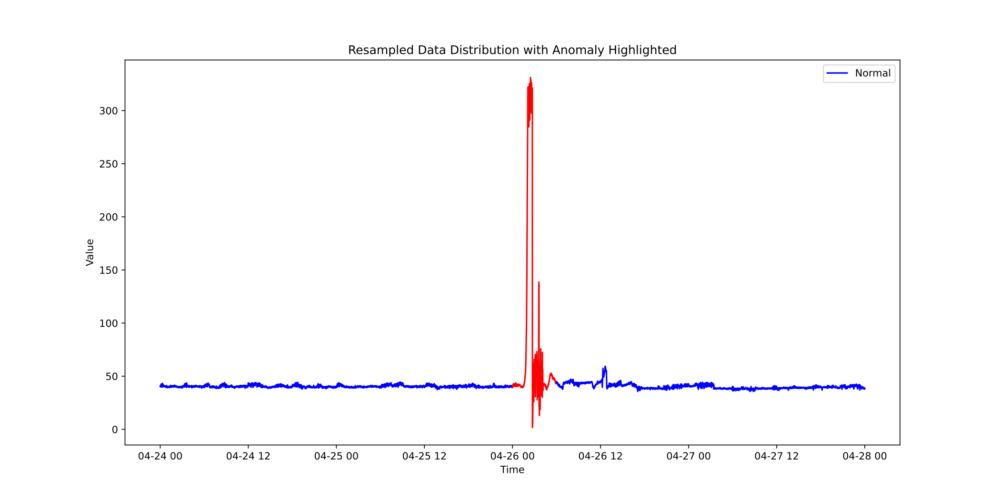 Resampled Data Distribution with Anomaly Highlighted
Normal
300
250
200
150
100
50
0
Value
04-24 00 04-24 12 04-25 00 04-25 12 04-26 00 04-26 12 04-27 00 04-27 12 04-28 00
Time